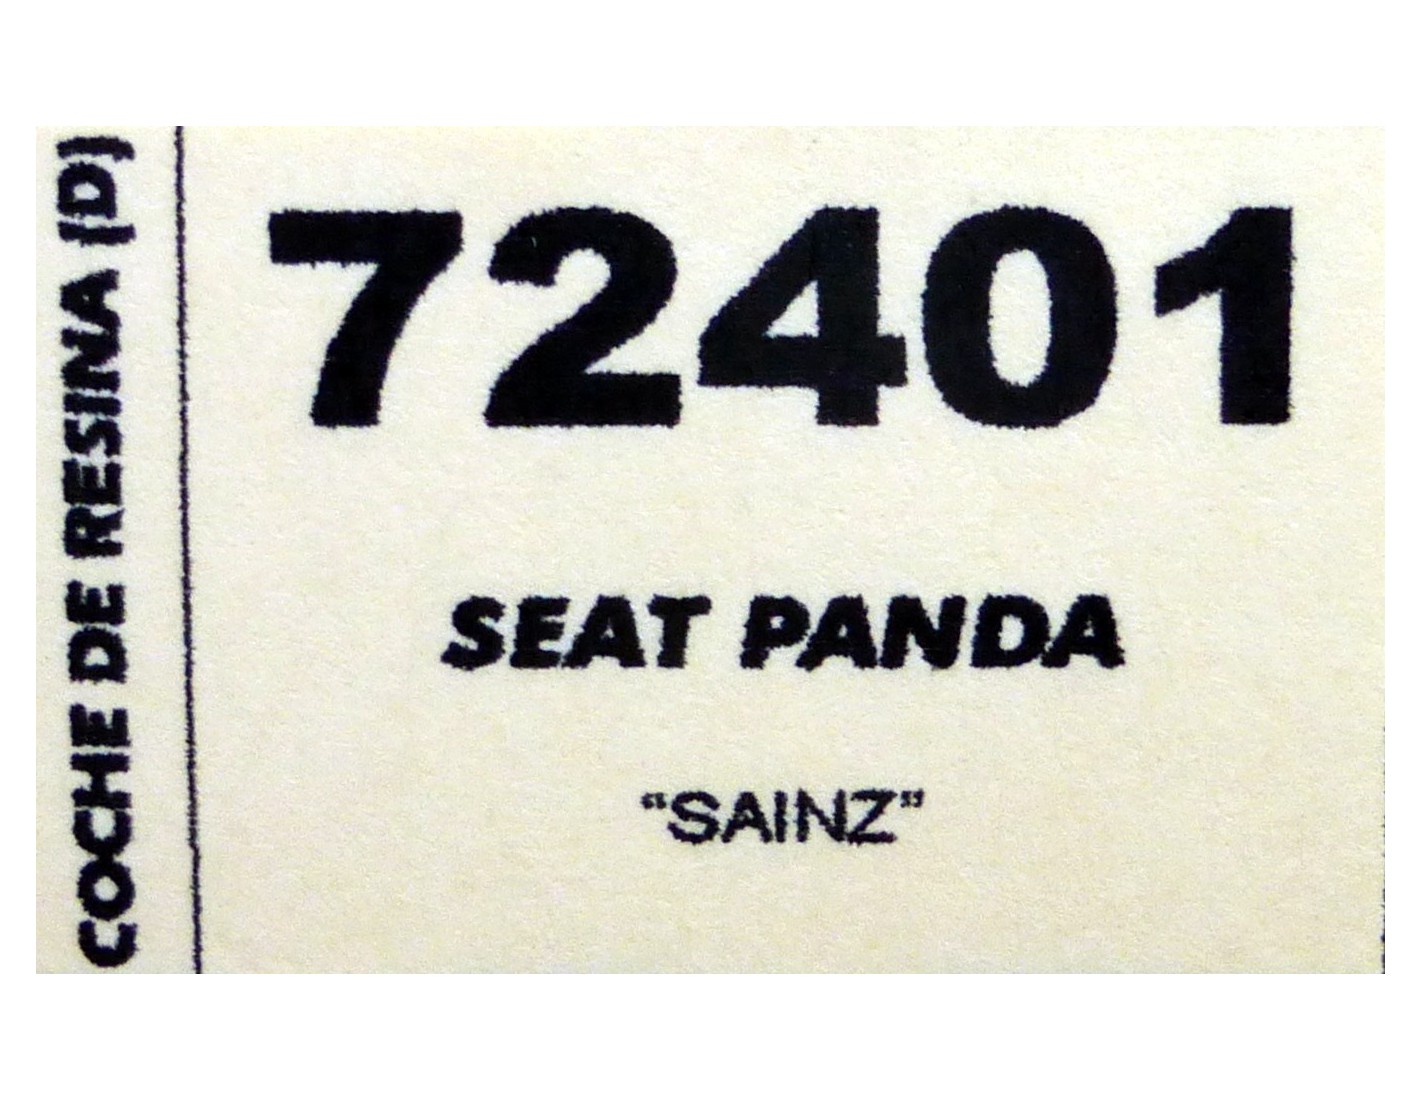 COCHE DE RESINA (D)
72401
SEAT PANDA
“SAINZ”